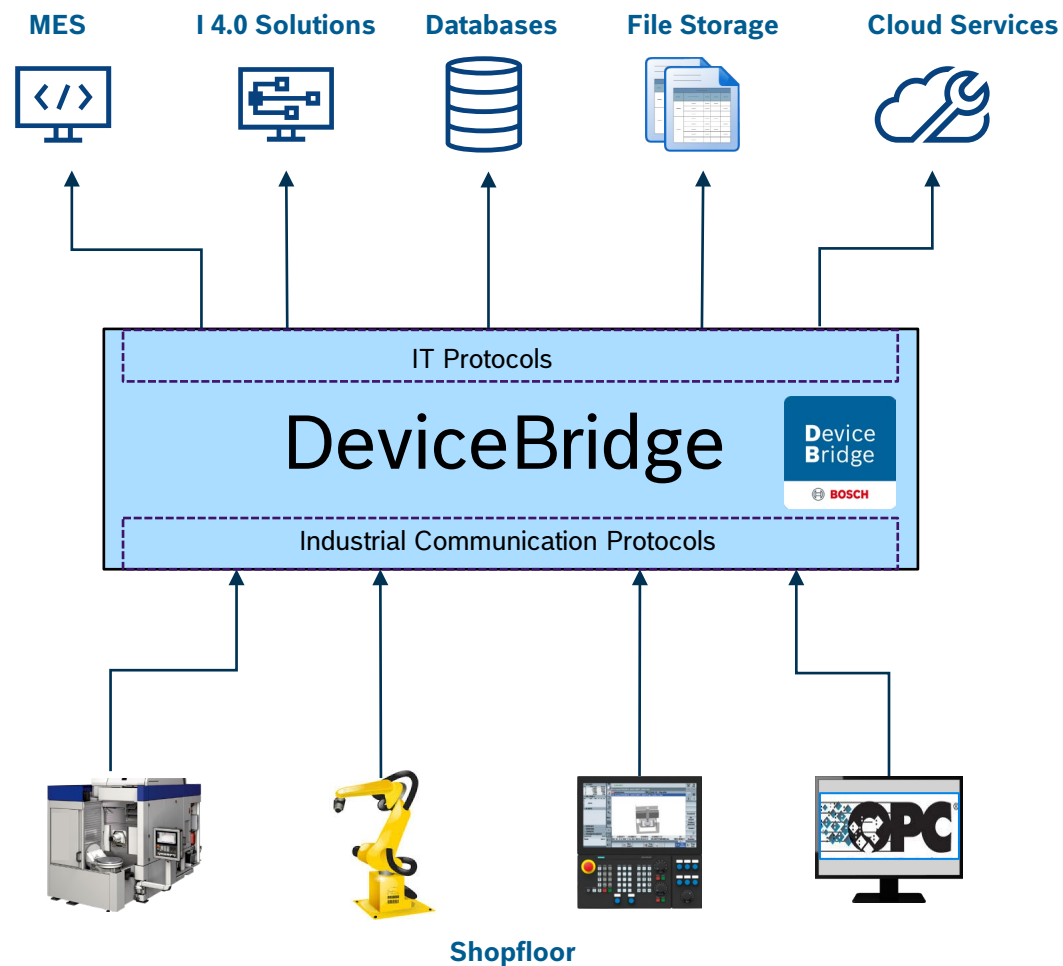 MES
I 4.0 Solutions
Databases
File Storage
Cloud Services
</>
IT Protocols
DeviceBridge
Device
Bridge
BOSCH
Industrial Communication Protocols
OPC
®
Shopfloor